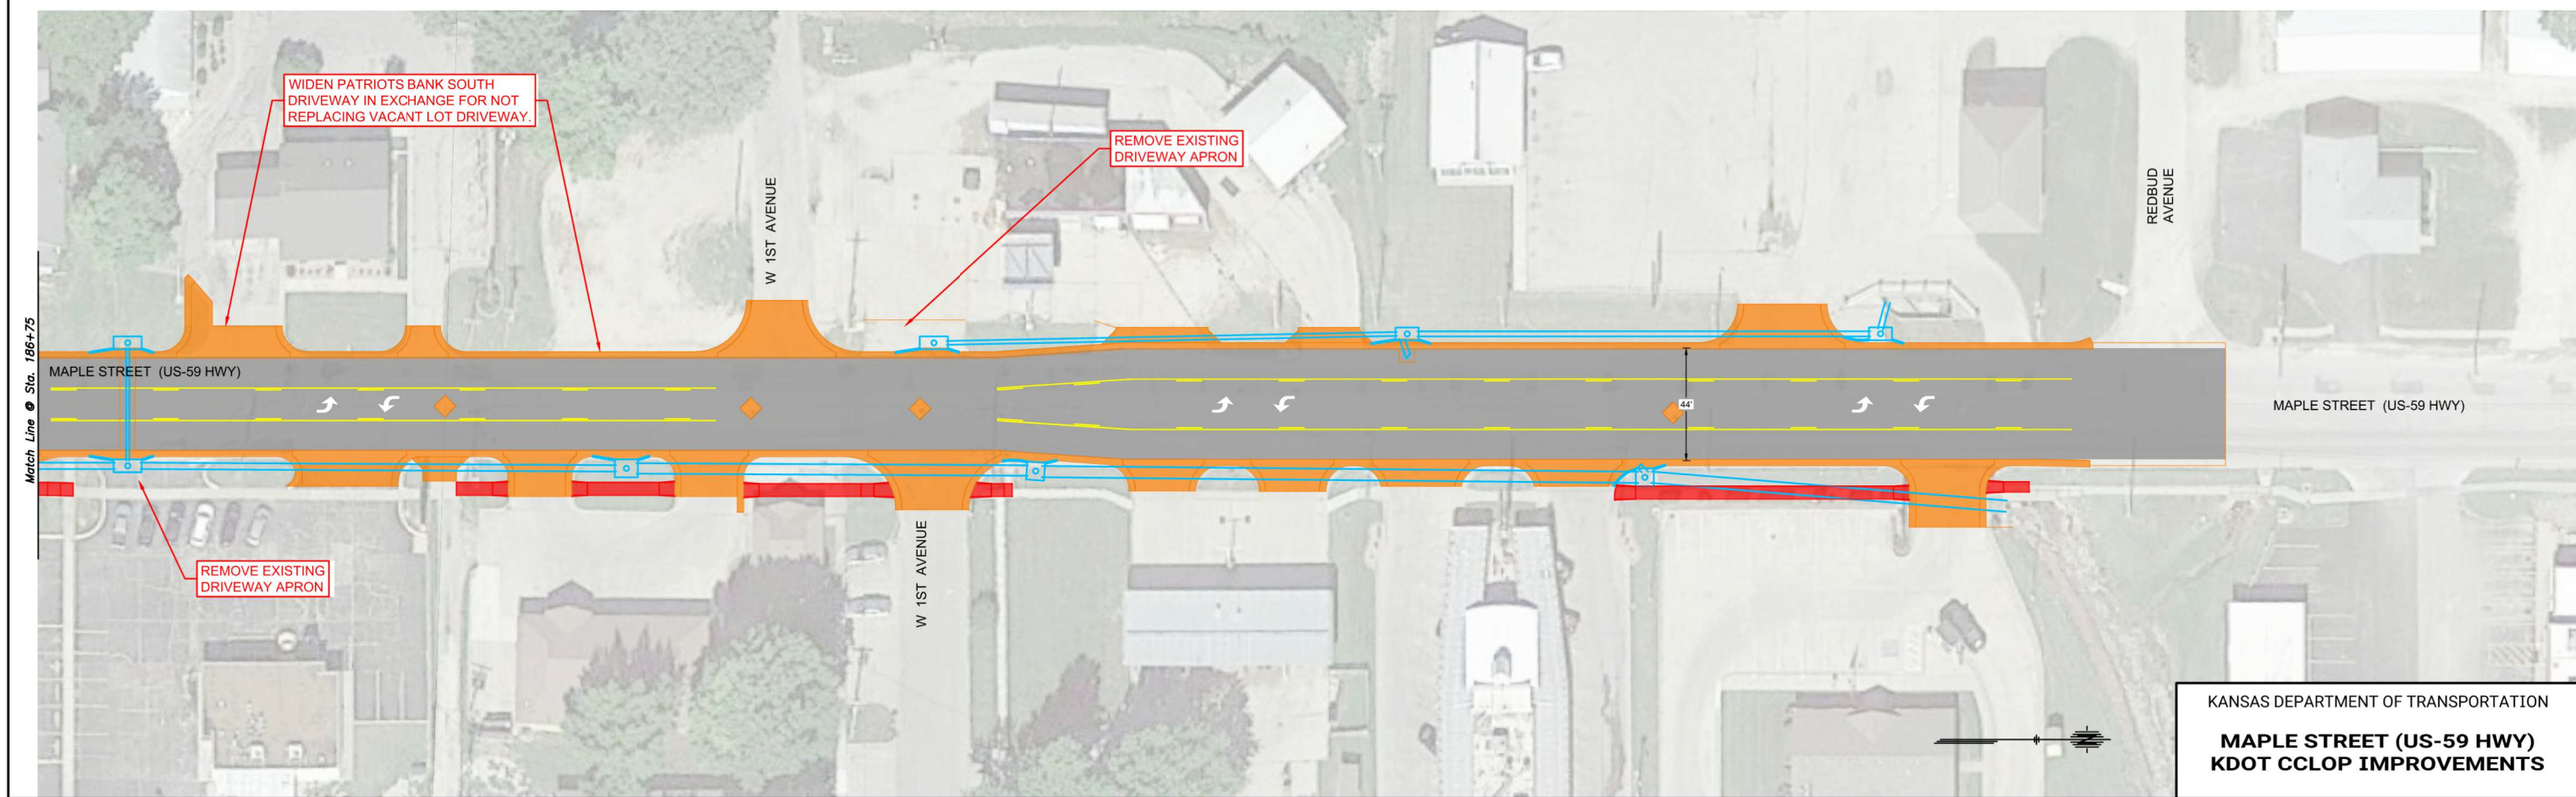 WIDEN PATRIOTS BANK SOUTH
DRIVEWAY IN EXCHANGE FOR NOT
REPLACING VACANT LOT DRIVEWAY.
REMOVE EXISTING
DRIVEWAY APRON
W 1ST AVENUE
REDBUD
AVENUE
Match Line @ Sta. 186+75
MAPLE STREET (US-59 HWY)
44'
MAPLE STREET (US-59 HWY)
REMOVE EXISTING
DRIVEWAY APRON
W 1ST AVENUE
N
KANSAS DEPARTMENT OF TRANSPORTATION
MAPLE STREET (US-59 HWY)
KDOT CCLOP IMPROVEMENTS